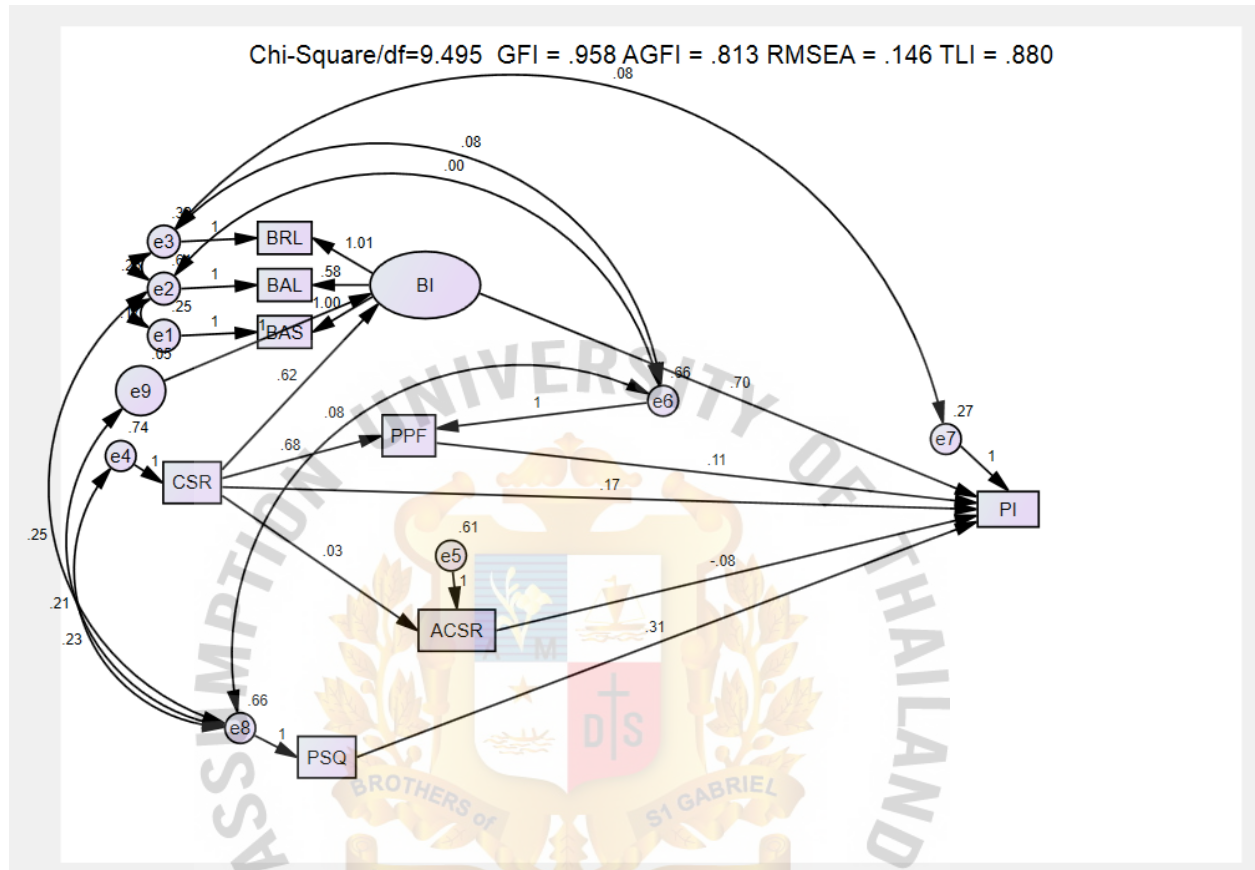 Chi-Square/df=9.495 GFI = .958 AGFI = .813 RMSEA = .146 TLI = .880
.08
.08
.00
e3
1
BRL
1.01
e2
1
BAL
.58
BI
.25
e1
1
BAS
1.00
1
.05
e9
.62
.66
.70
e6
.74
.08
1
.27
e4
1
.68
PPF
e7
.11
1
CSR
.17
PI
.25
.03
.61
e5
1
-.08
.21
ACSR
.31
.23
.66
e8
1
PSQ
ASSUMPTION UNIVERSITY OF THAILAND
A M
D S
BROTHERS of S1 GABRIEL